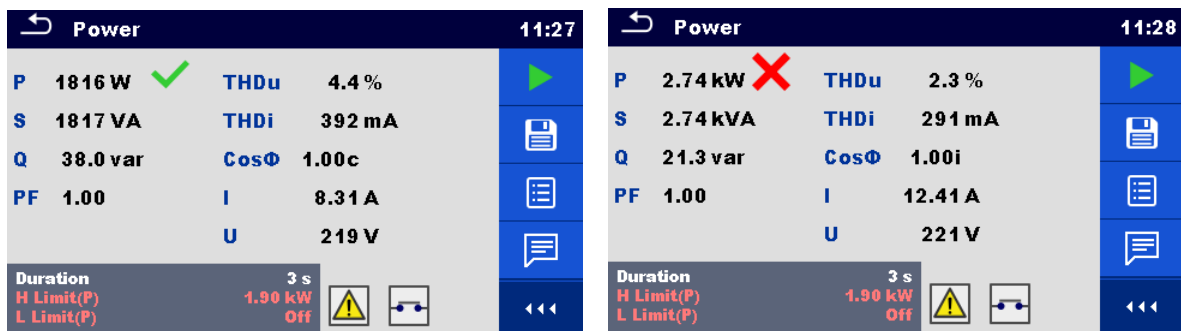 Power 11:27
P 1816 W THDu 4.4 %
S 1817 VA THDi 392 mA
Q 38.0 var CosΦ 1.00c
PF 1.00 I 8.31 A
U 219 V
Duration 3 s
H Limit(P) 1.90 kW
L Limit(P) Off
Power 11:28
P 2.74 kW THDu 2.3 %
S 2.74 kVA THDi 291 mA
Q 21.3 var CosΦ 1.00i
PF 1.00 I 12.41 A
U 221 V
Duration 3 s
H Limit(P) 1.90 kW
L Limit(P) Off